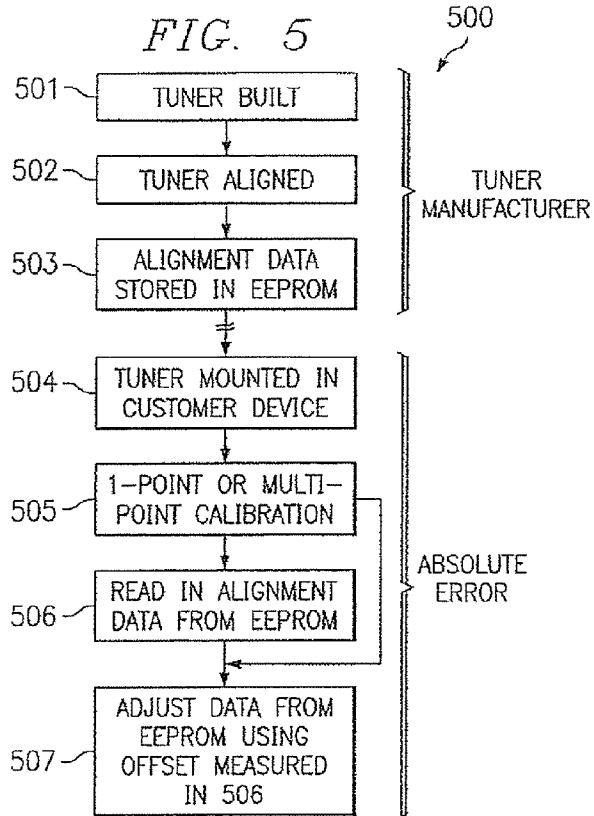 FIG. 5
500
501
TUNER BUILT
502
TUNER ALIGNED
TUNER
MANUFACTURER
503
ALIGNMENT DATA
STORED IN EEPROM
504
TUNER MOUNTED IN
CUSTOMER DEVICE
505
1-POINT OR MULTI-
POINT CALIBRATION
506
READ IN ALIGNMENT
DATA FROM EEPROM
ABSOLUTE
ERROR
507
ADJUST DATA FROM
EEPROM USING
OFFSET MEASURED
IN 506